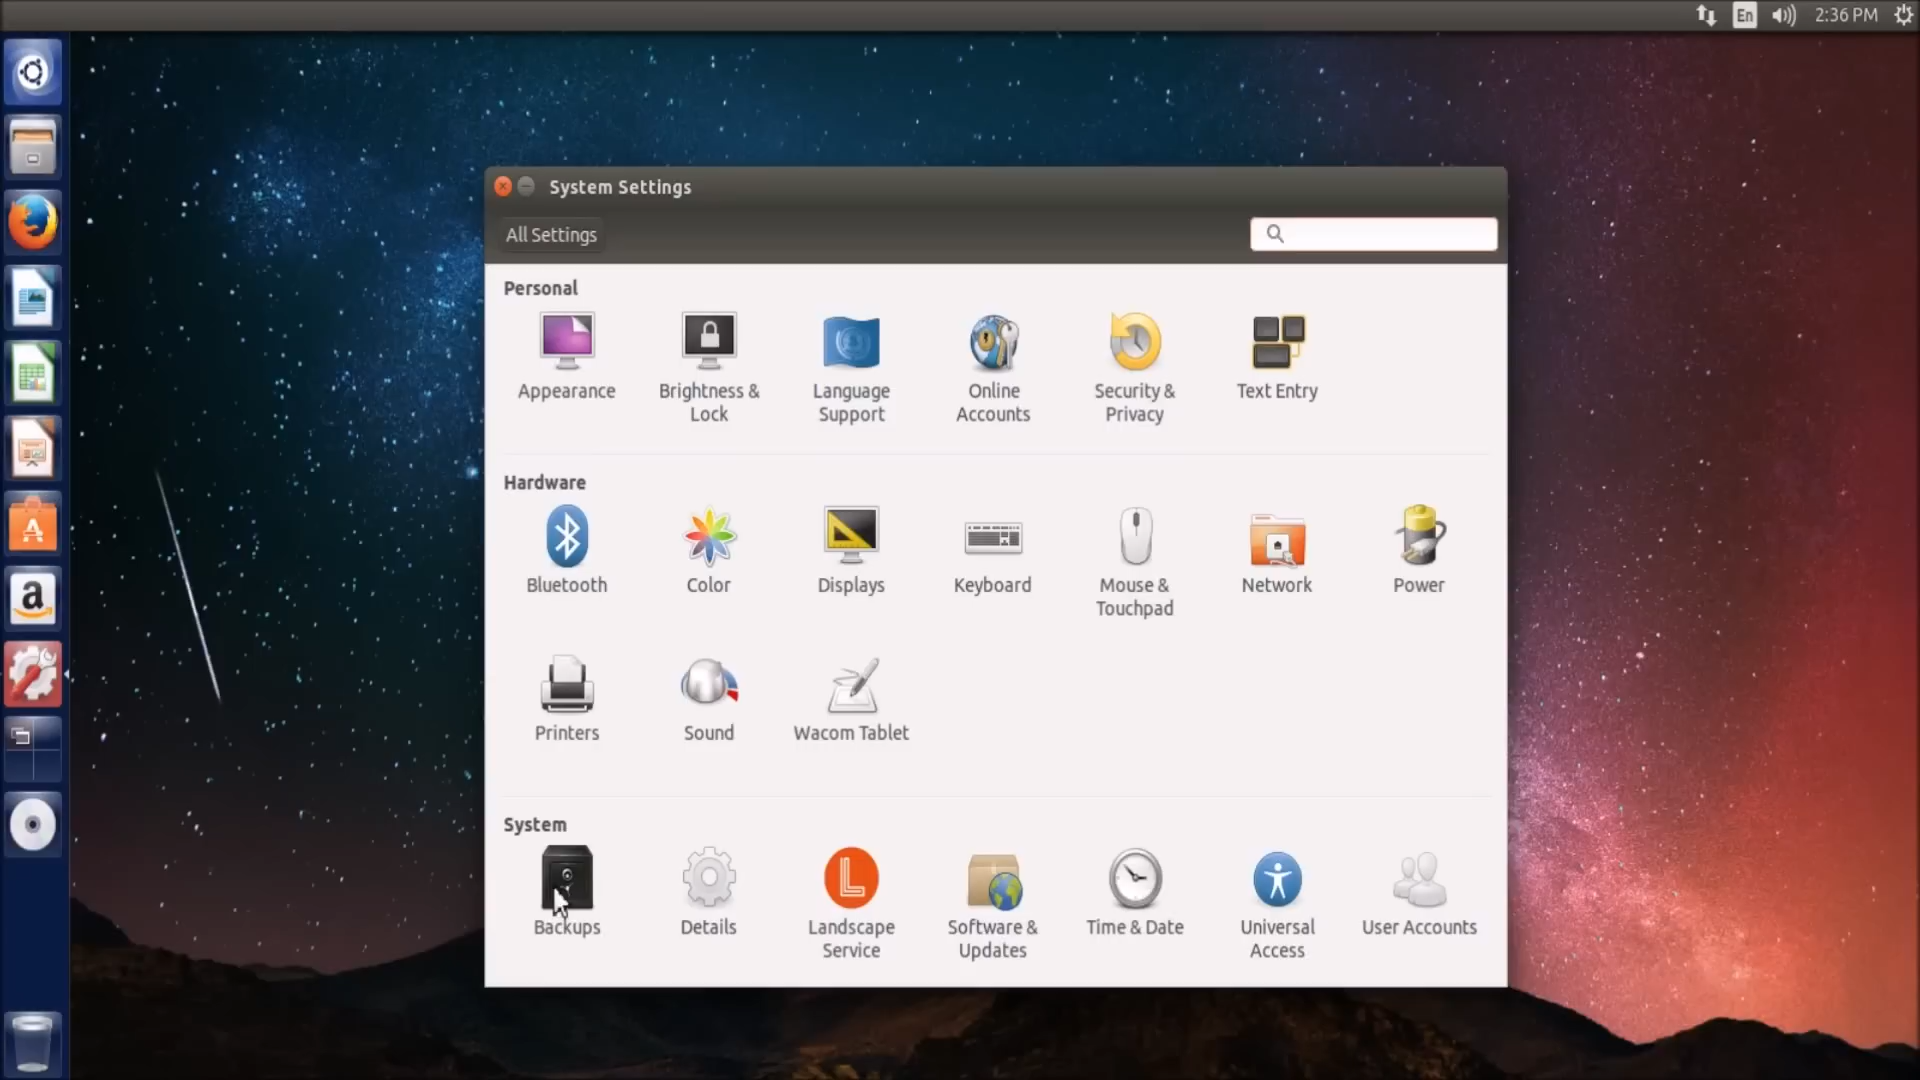 En 2:36 PM
System Settings
All Settings
Personal
Appearance
Brightness &
Lock
Language
Support
Online
Accounts
Security &
Privacy
Text Entry
Hardware
Bluetooth
Color
Displays
Keyboard
Mouse &
Touchpad
Network
Power
Printers
Sound
Wacom Tablet
System
Backups
Details
Landscape
Service
Software &
Updates
Time & Date
Universal
Access
User Accounts